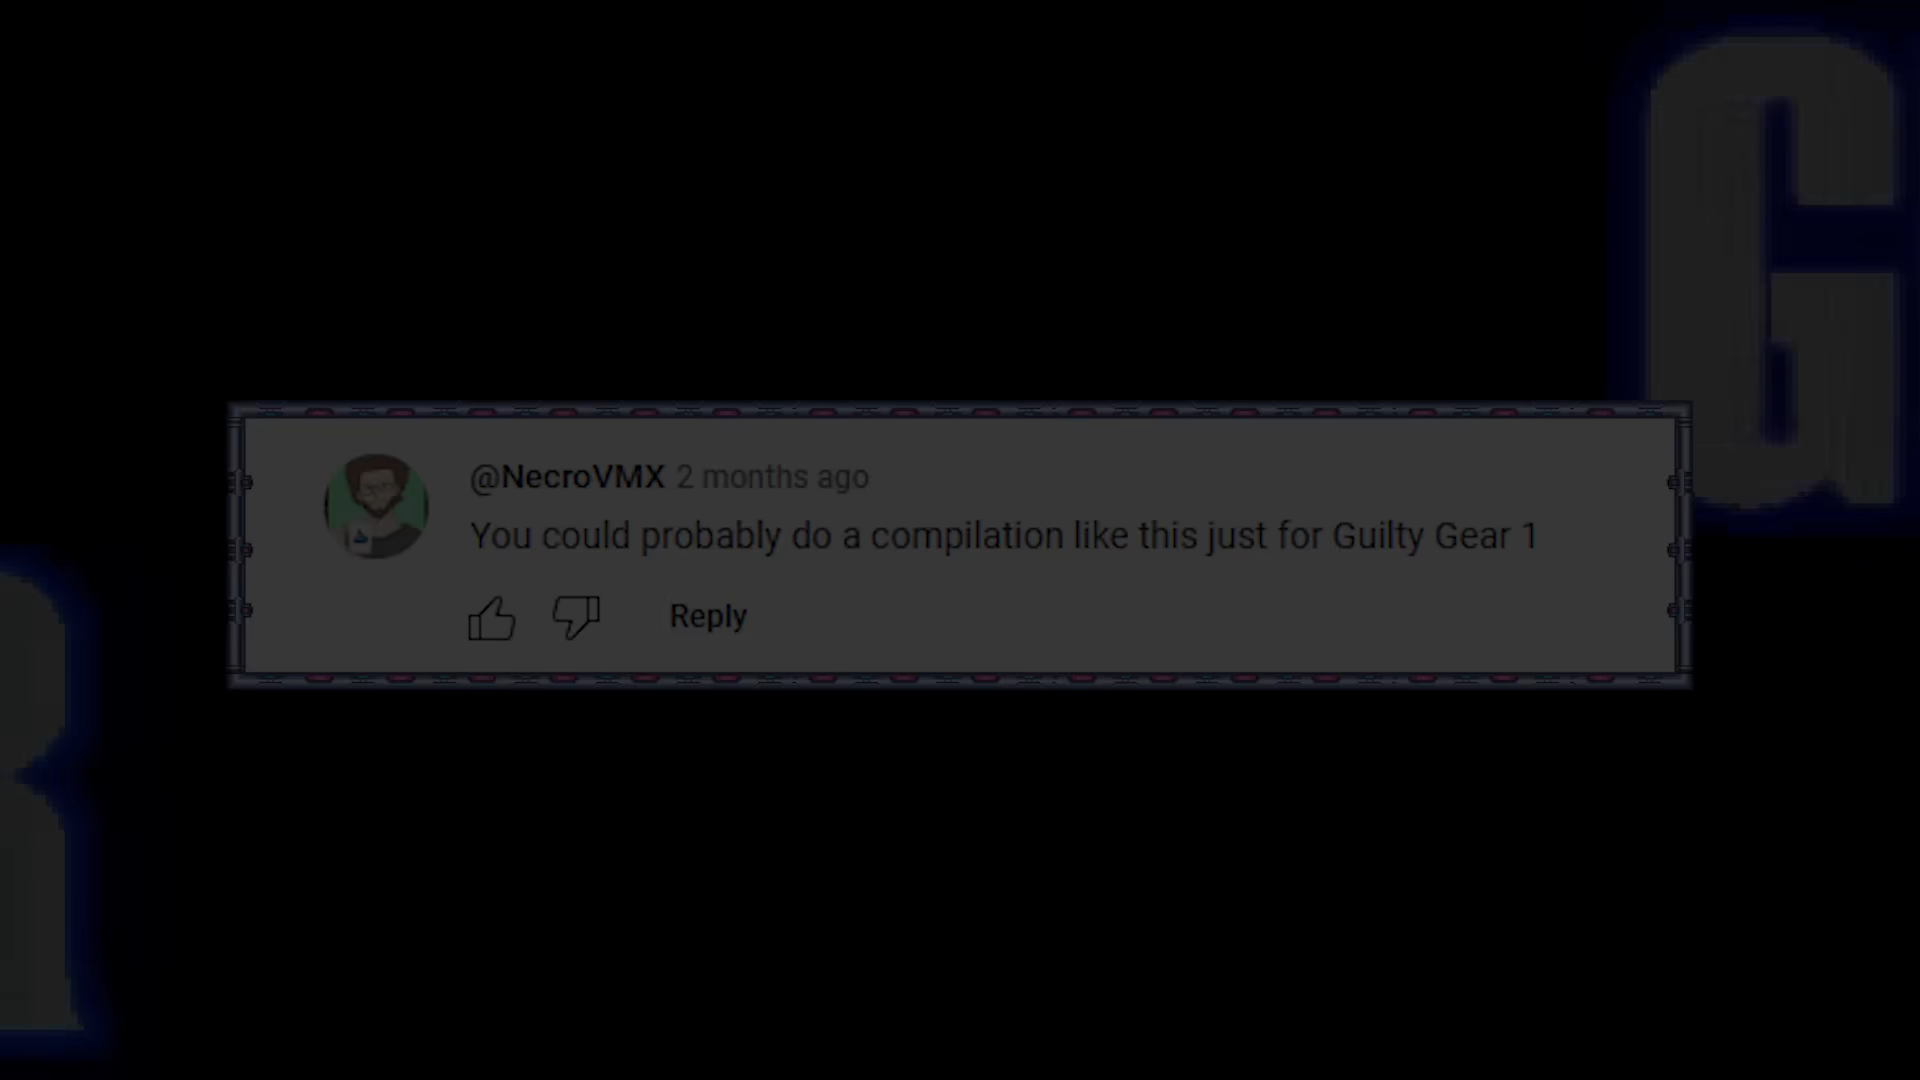 G
@NecroVMX 2 months ago
You could probably do a compilation like this just for Guilty Gear 1
Reply
R